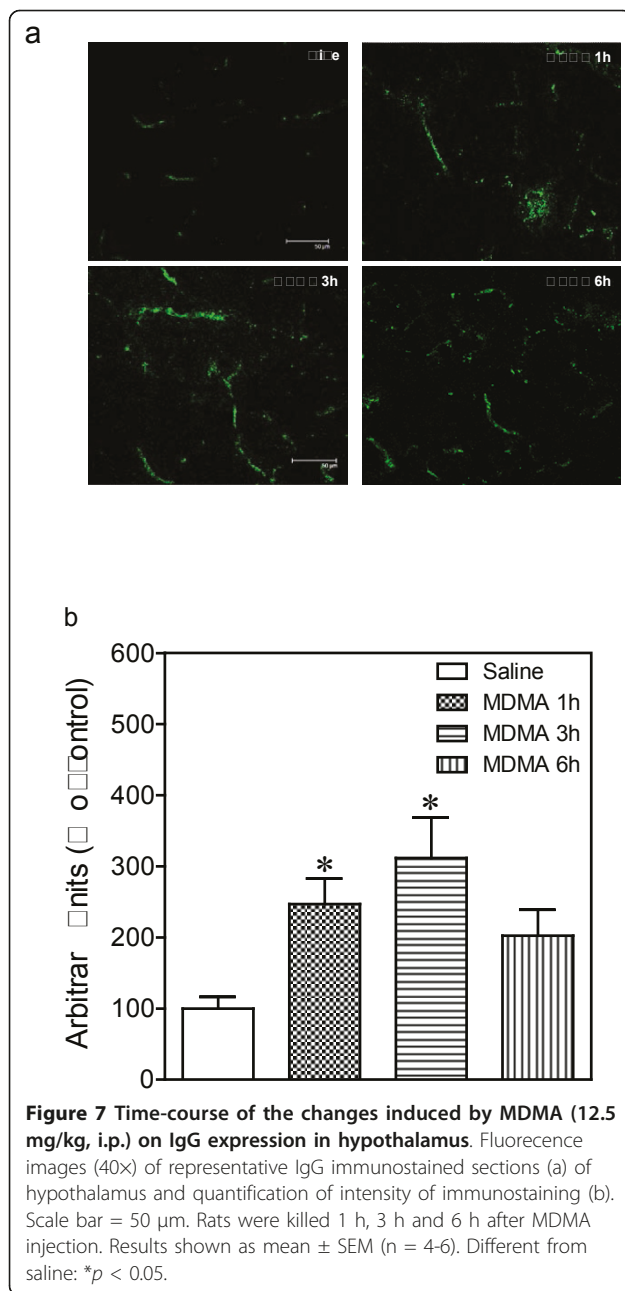 a
1h
50 µm
3h
6h
50 µm
b
600
500
400
300
200
100
0
Saline
MDMA 1h
MDMA 3h
MDMA 6h
*
*
Figure 7 Time-course of the changes induced by MDMA (12.5
mg/kg, i.p.) on IgG expression in hypothalamus. Fluorecence
images (40×) of representative IgG immunostained sections (a) of
hypothalamus and quantification of intensity of immunostaining (b).
Scale bar = 50 µm. Rats were killed 1 h, 3 h and 6 h after MDMA
injection. Results shown as mean ± SEM (n = 4-6). Different from
saline: *p < 0.05.